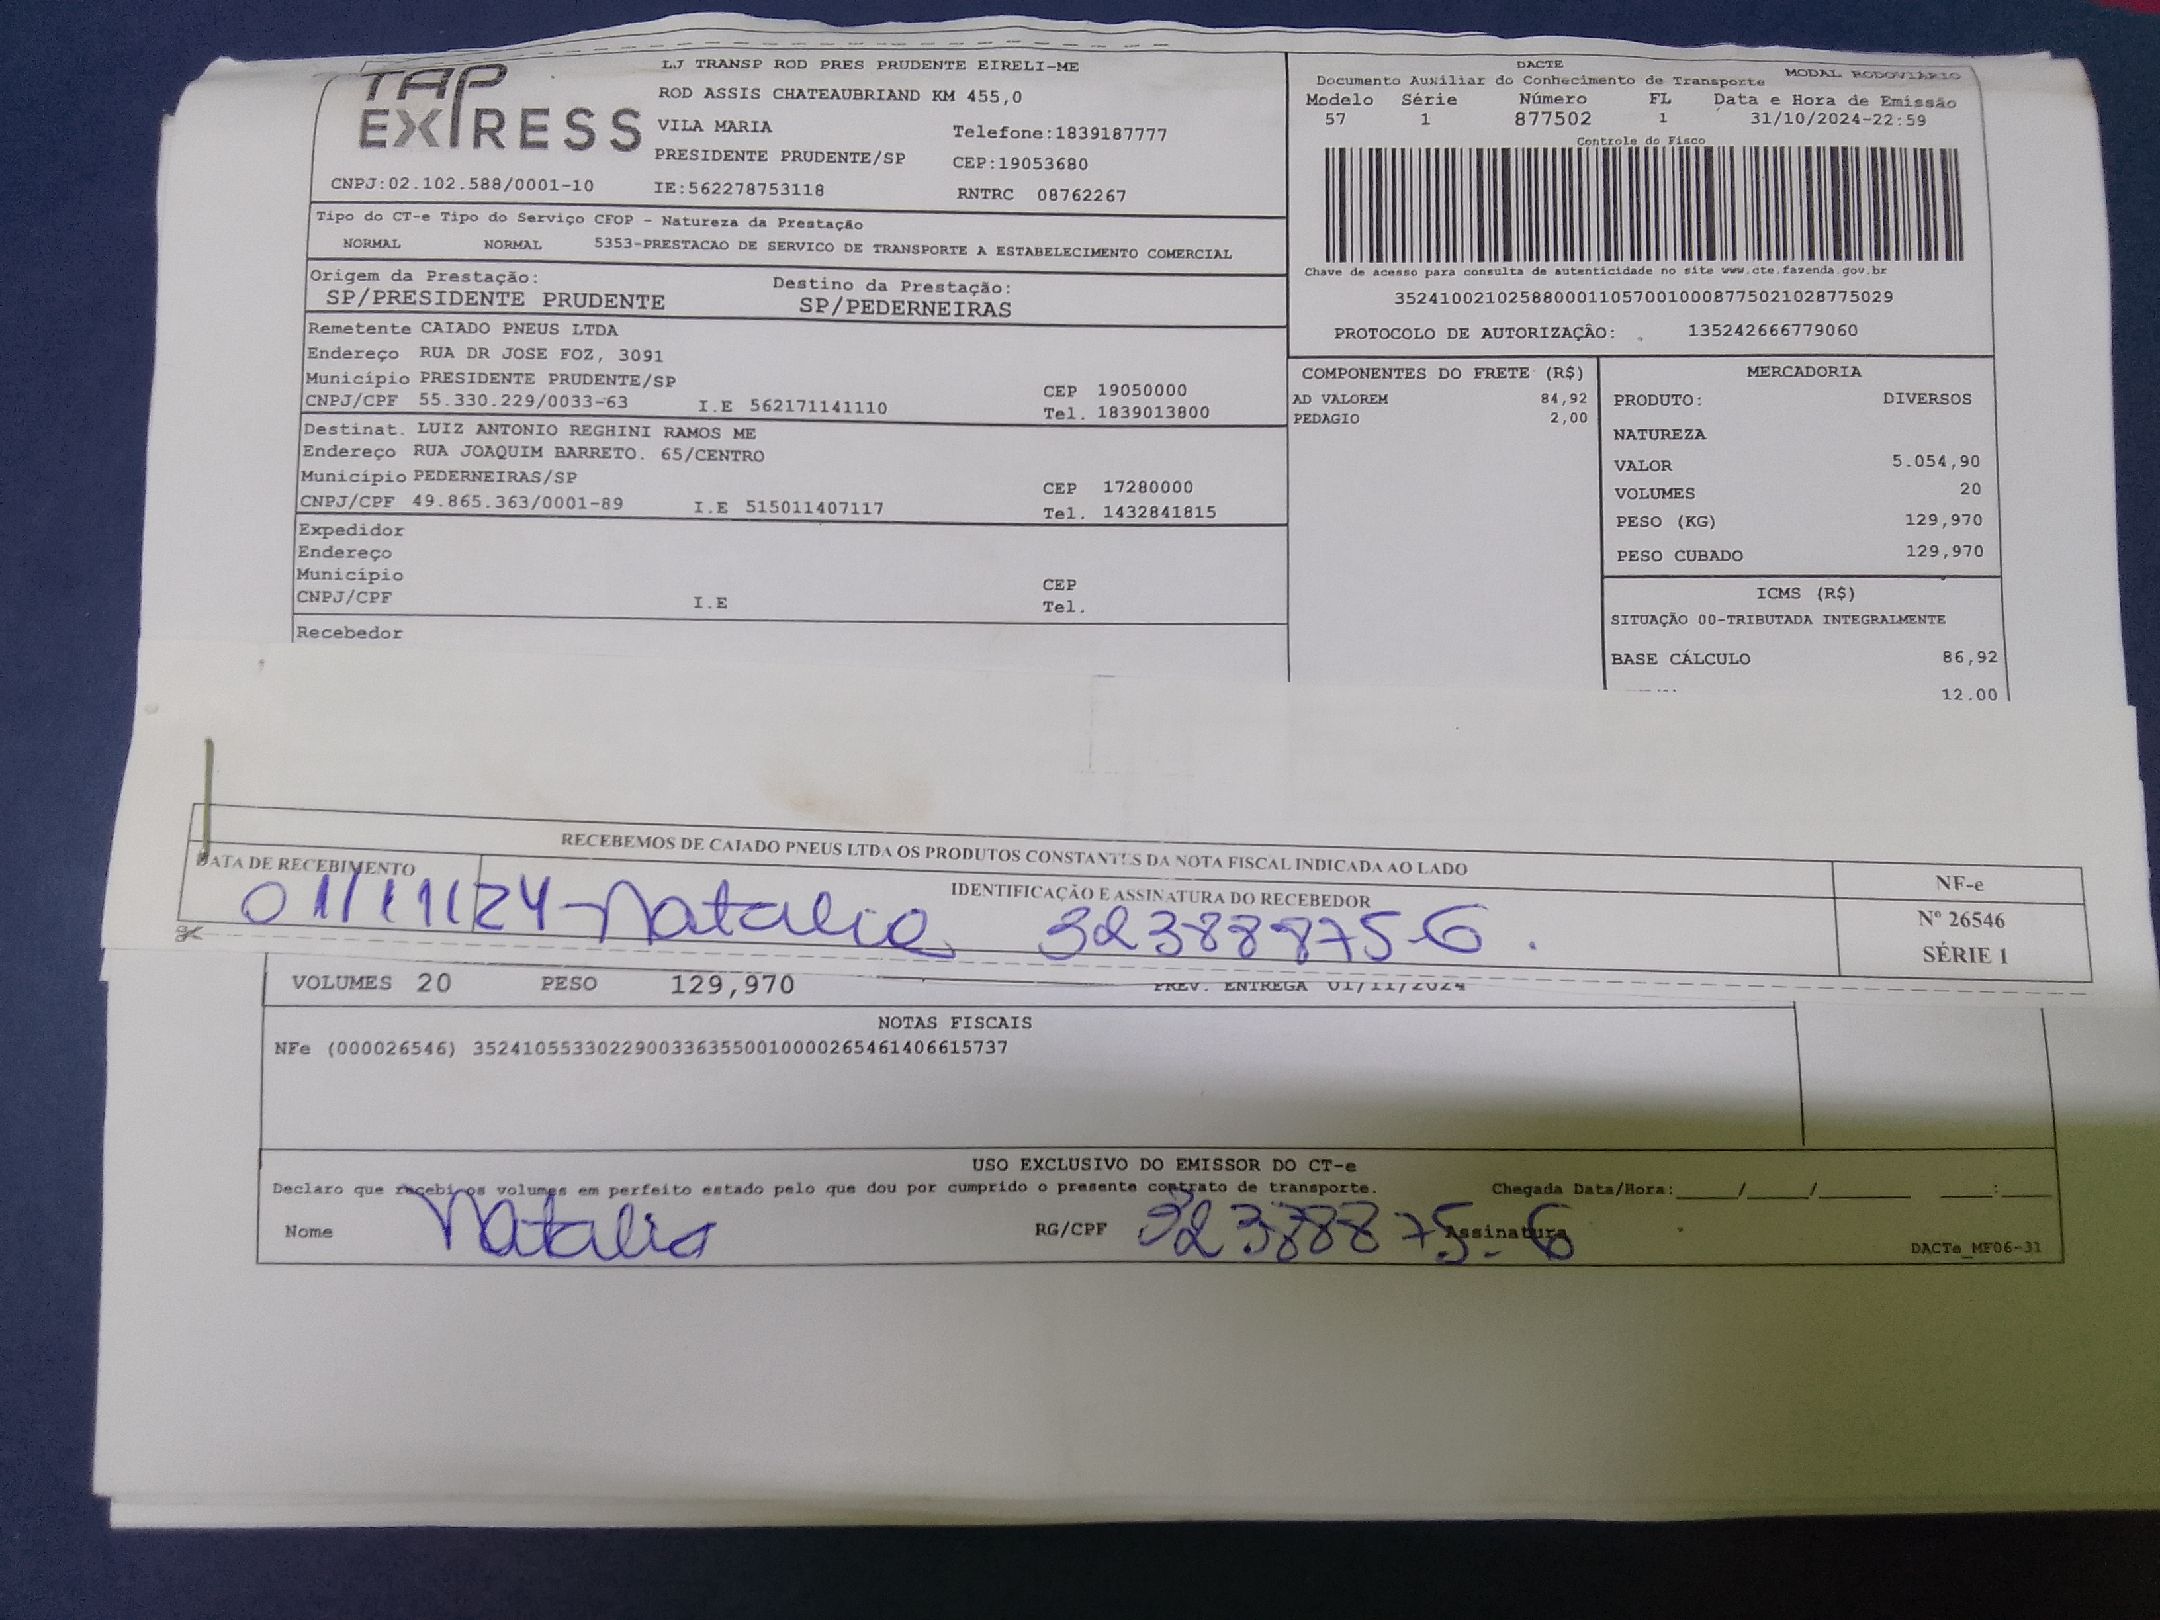 TAP EXPRESS
LJ TRANSP ROD PRES PRUDENTE EIRELI-ME
ROD ASSIS CHATEAUBRIAND KM 455,0
VILA MARIA Telefone:1839187777
PRESIDENTE PRUDENTE/SP CEP:19053680
CNPJ:02.102.588/0001-10 IE:562278753118 RNTRC 08762267
DACTE
Documento Auxiliar do Conhecimento de Transporte MODAL RODOVIÁRIO
Modelo Série Número FL Data e Hora de Emissão
57 1 877502 1 31/10/2024-22:59
Controle do Fisco
Chave de acesso para consulta de autenticidade no site www.cte.fazenda.gov.br
35241002102588000110570010008775021028775029
PROTOCOLO DE AUTORIZAÇÃO: 135242666779060
Tipo do CT-e Tipo do Serviço CFOP - Natureza da Prestação
NORMAL NORMAL 5353-PRESTACAO DE SERVICO DE TRANSPORTE A ESTABELECIMENTO COMERCIAL
Origem da Prestação: Destino da Prestação:
SP/PRESIDENTE PRUDENTE SP/PEDERNEIRAS
Remetente CAIADO PNEUS LTDA
Endereço RUA DR JOSE FOZ, 3091
Município PRESIDENTE PRUDENTE/SP CEP 19050000
CNPJ/CPF 55.330.229/0033-63 I.E 562171141110 Tel. 1839013800
Destinat. LUIZ ANTONIO REGHINI RAMOS ME
Endereço RUA JOAQUIM BARRETO. 65/CENTRO
Município PEDERNEIRAS/SP CEP 17280000
CNPJ/CPF 49.865.363/0001-89 I.E 515011407117 Tel. 1432841815
Expedidor
Endereço
Município CEP
CNPJ/CPF I.E Tel.
Recebedor
COMPONENTES DO FRETE (R$)
AD VALOREM 84,92
PEDAGIO 2,00
MERCADORIA
PRODUTO: DIVERSOS
NATUREZA
VALOR 5.054,90
VOLUMES 20
PESO (KG) 129,970
PESO CUBADO 129,970
ICMS (R$)
SITUAÇÃO 00-TRIBUTADA INTEGRALMENTE
BASE CÁLCULO 86,92
12.00
RECEBEMOS DE CAIADO PNEUS LTDA OS PRODUTOS CONSTANTES DA NOTA FISCAL INDICADA AO LADO
DATA DE RECEBIMENTO IDENTIFICAÇÃO E ASSINATURA DO RECEBEDOR
01/11/24 - Natalia 32388875-6.
NF-e
Nº 26546
SÉRIE 1
VOLUMES 20 PESO 129,970 PREV. ENTREGA 01/11/2024
NOTAS FISCAIS
NFe (000026546) 35241055330229003363550010000265461406615737
USO EXCLUSIVO DO EMISSOR DO CT-e
Declaro que recebi os volumes em perfeito estado pelo que dou por cumprido o presente contrato de transporte. Chegada Data/Hora:_____/_____/________ ___:____
Nome Natalia RG/CPF 32388875-6 Assinatura
DACTe_MF06-31